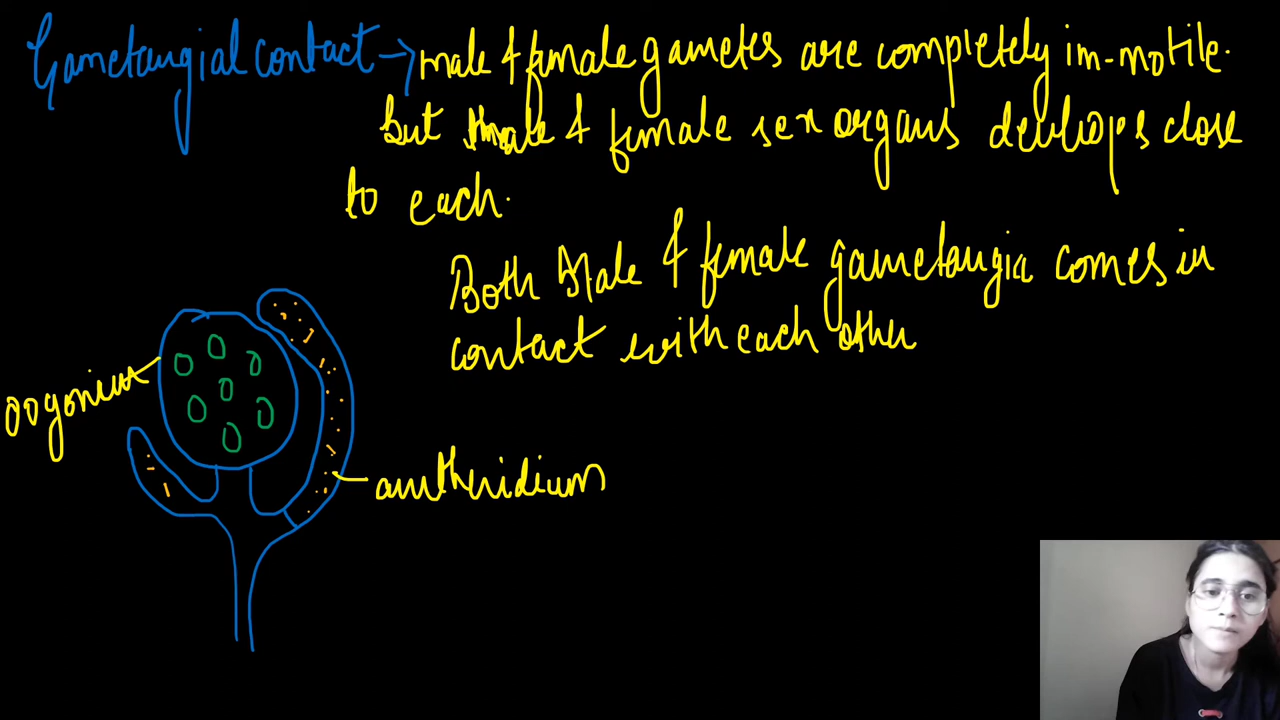 Gametangial contact → male & female gametes are completely im-motile.
But male & female sex organs develops close
to each.
Both Male & female gametangia comes in
contact with each other
oogonium
antheridium